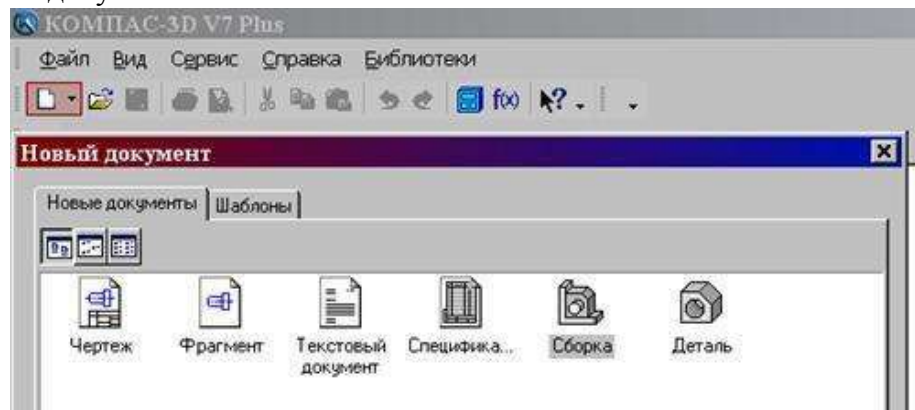 КОМПАС-3D V7 Plus
Файл Вид Сервис Справка Библиотеки
f(x) ?
Новый документ
Новые документы Шаблоны
Чертеж Фрагмент Текстовый документ Специфика... Сборка Деталь